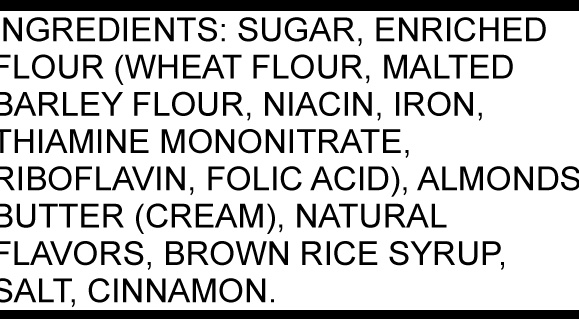 INGREDIENTS: SUGAR, ENRICHED
FLOUR (WHEAT FLOUR, MALTED
BARLEY FLOUR, NIACIN, IRON,
THIAMINE MONONITRATE,
RIBOFLAVIN, FOLIC ACID), ALMONDS
BUTTER (CREAM), NATURAL
FLAVORS, BROWN RICE SYRUP,
SALT, CINNAMON.